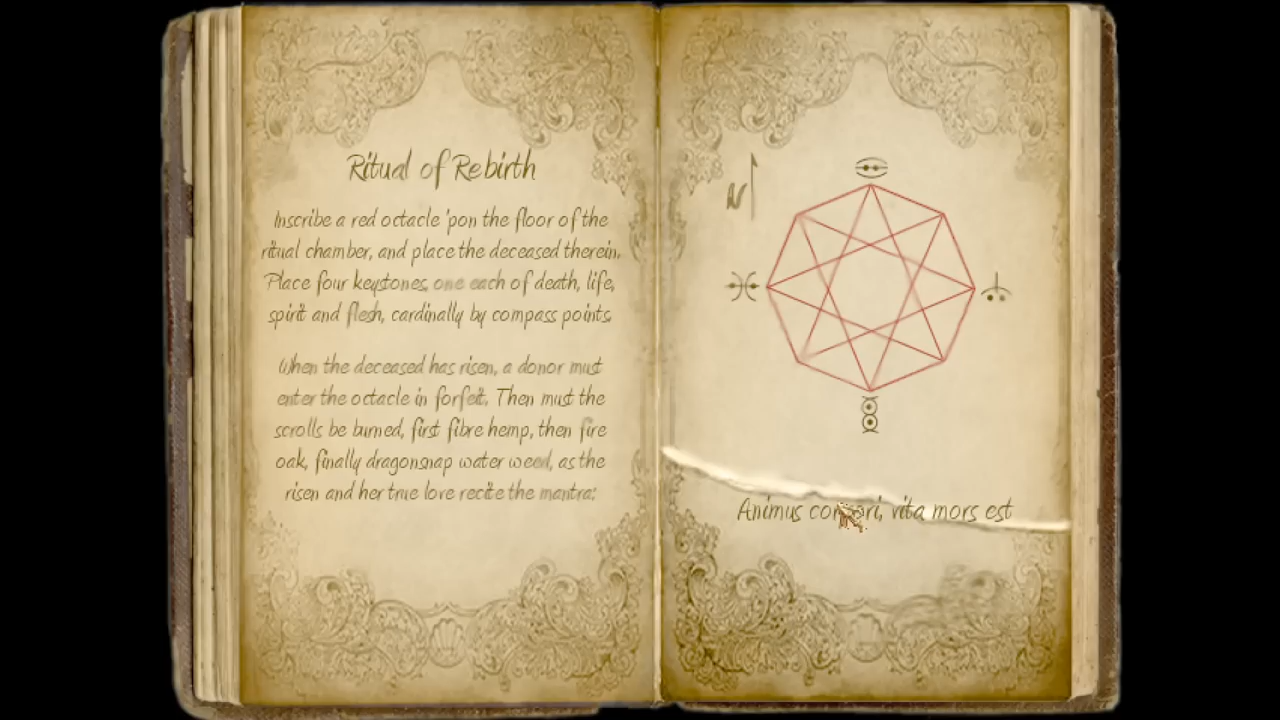 Ritual of Rebirth
Inscribe a red octacle 'pon the floor of the
ritual chamber, and place the deceased therein.
Place four keystones, one each of death, life,
spirit and flesh, cardinally by compass points.
When the deceased has risen, a donor must
enter the octacle in forfeit. Then must the
scrolls be burned, first fibre hemp, then fire
oak, finally dragonsnap water weed, as the
risen and her true love recite the mantra:
N
Animus vita mors est